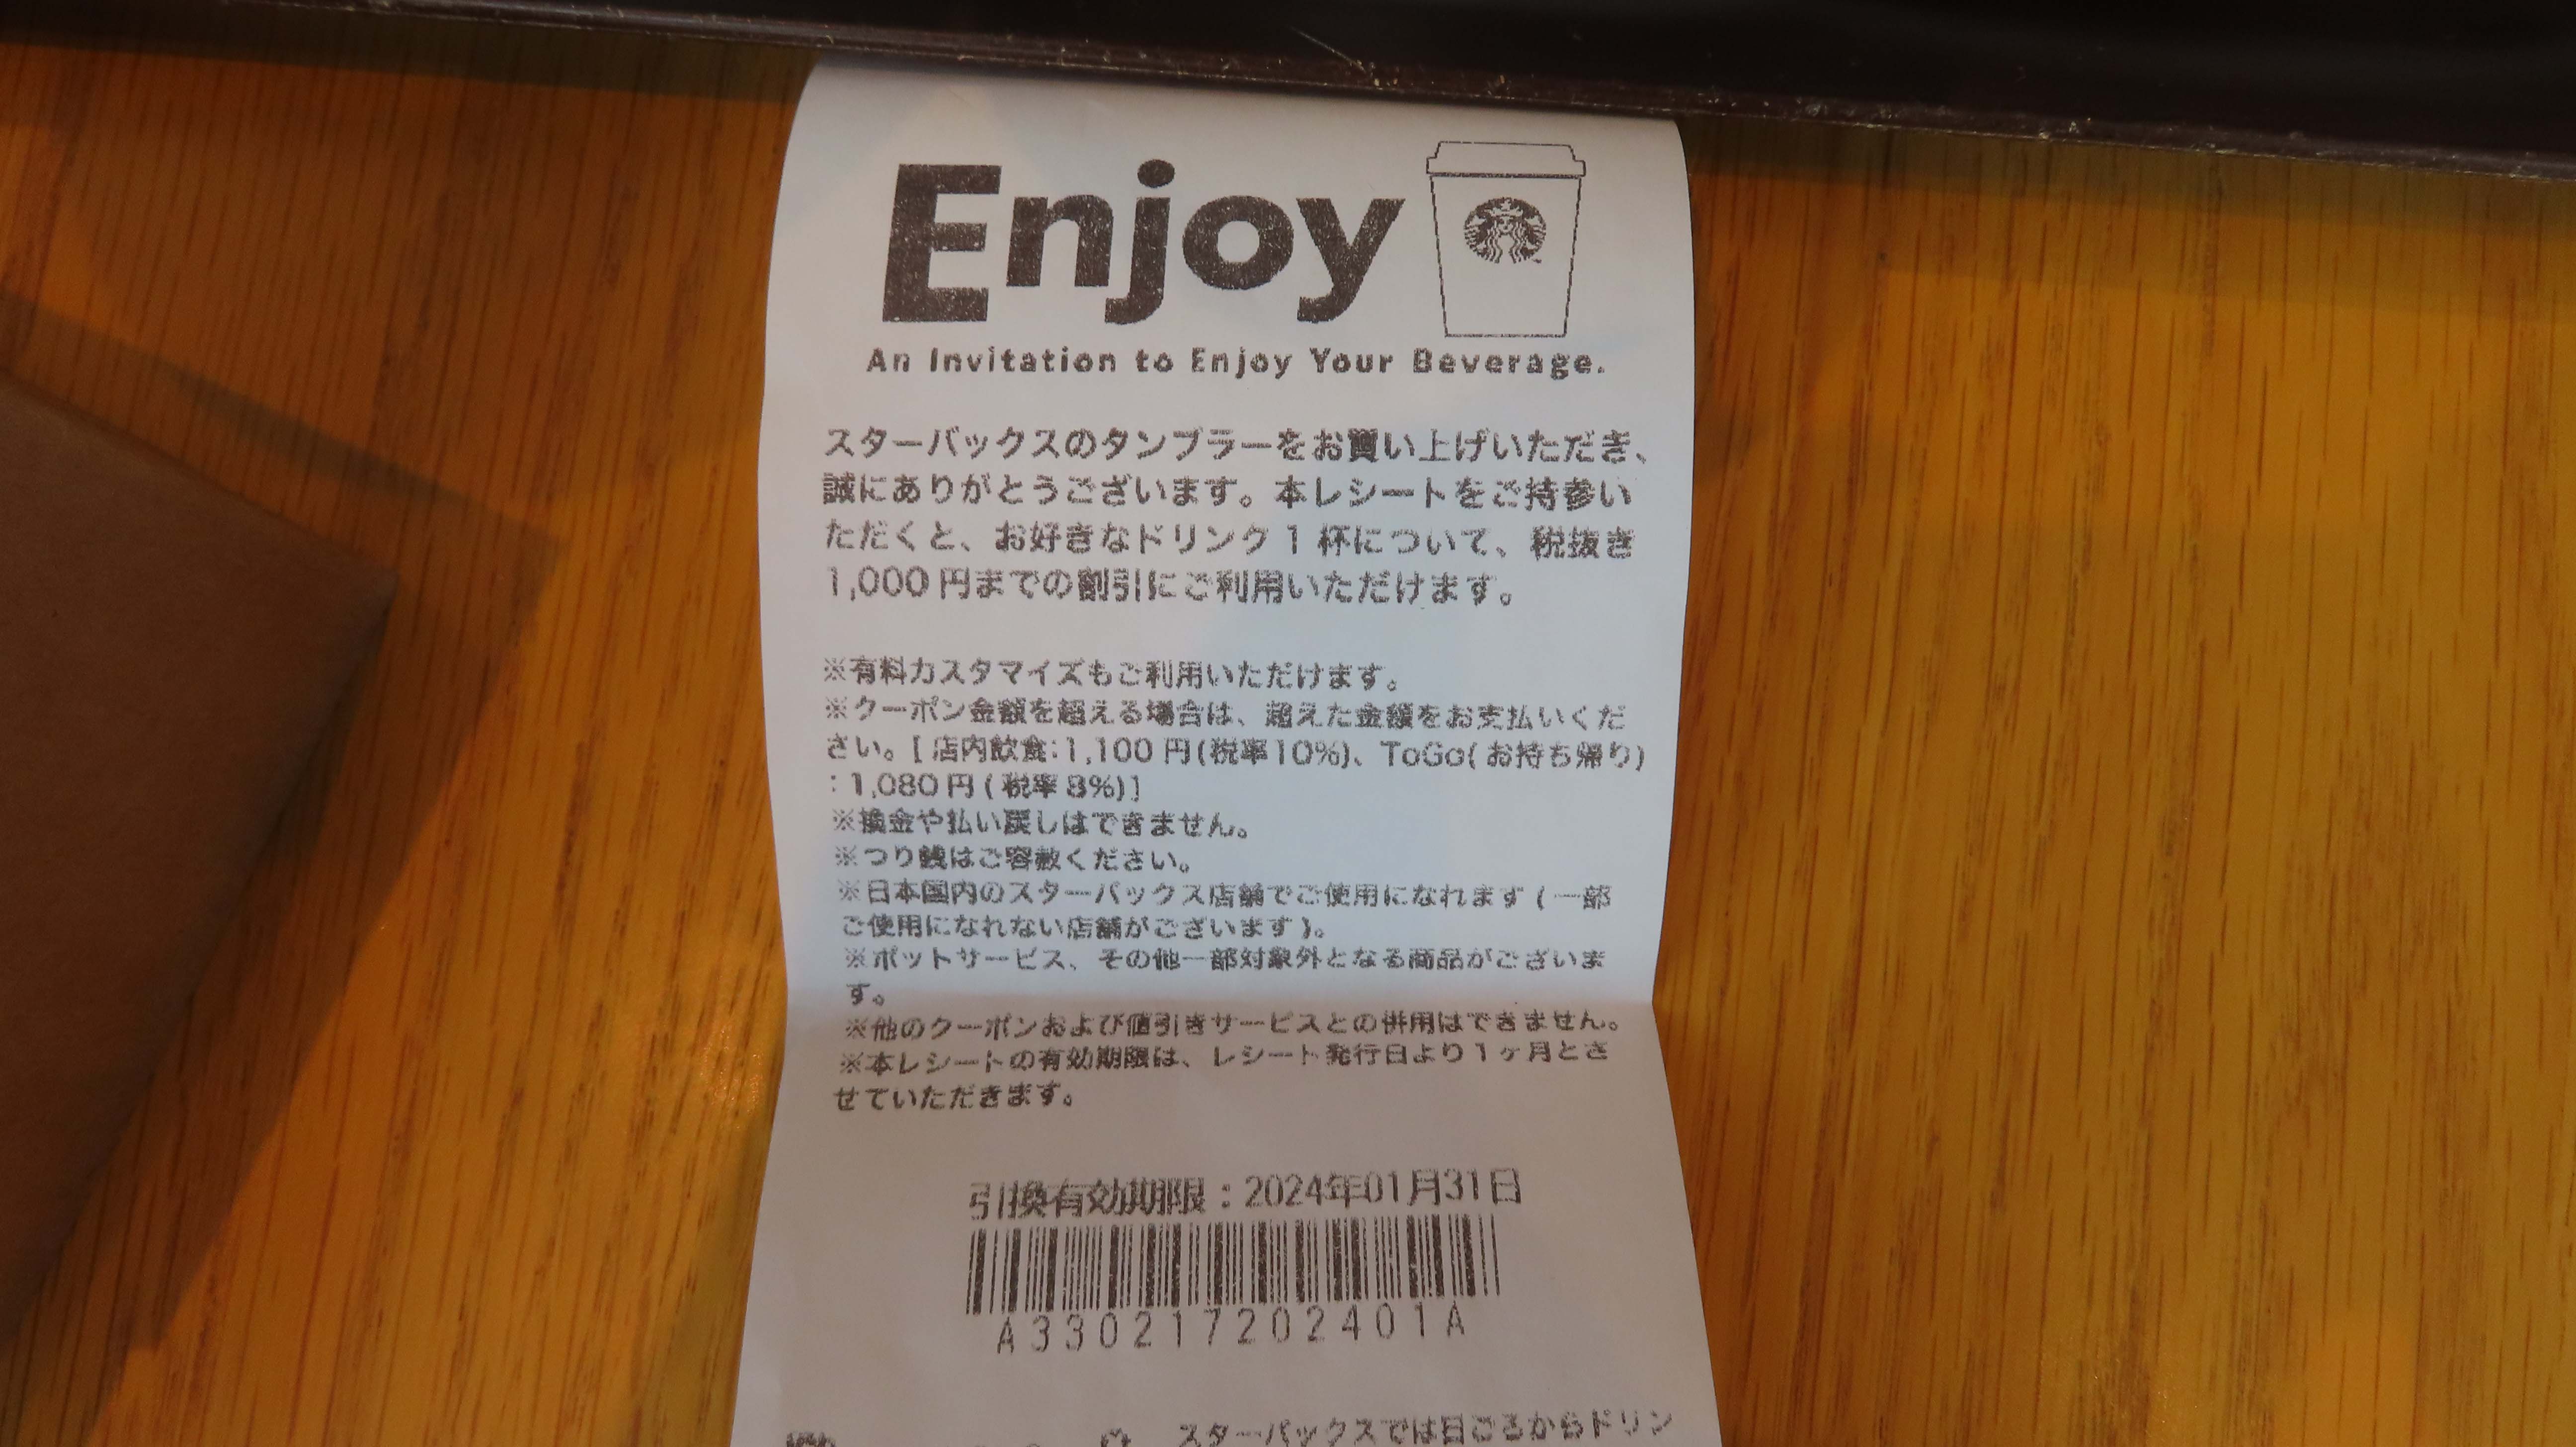 Enjoy
An Invitation to Enjoy Your Beverage.
スターバックスのタンブラーをお買い上げいただき、
誠にありがとうございます。本レシートをご持参い
ただくと、お好きなドリンク1杯について、税抜き
1,000円までの割引にご利用いただけます。
※有料カスタマイズもご利用いただけます。
※クーポン金額を超える場合は、超えた金額をお支払いくだ
さい。[店内飲食:1,100円(税率10%)、ToGo(お持ち帰り)
:1,080円(税率8%)]
※換金や払い戻しはできません。
※つり銭はご容赦ください。
※日本国内のスターバックス店舗でご使用になれます(一部
ご使用になれない店舗がございます)。
※ポットサービス、その他一部対象外となる商品がございま
す。
※他のクーポンおよび値引きサービスとの併用はできません。
※本レシートの有効期限は、レシート発行日より1ヶ月とさ
せていただきます。
引換有効期限:2024年01月31日
A330217202401A
スターバックスでは日ごろからドリン